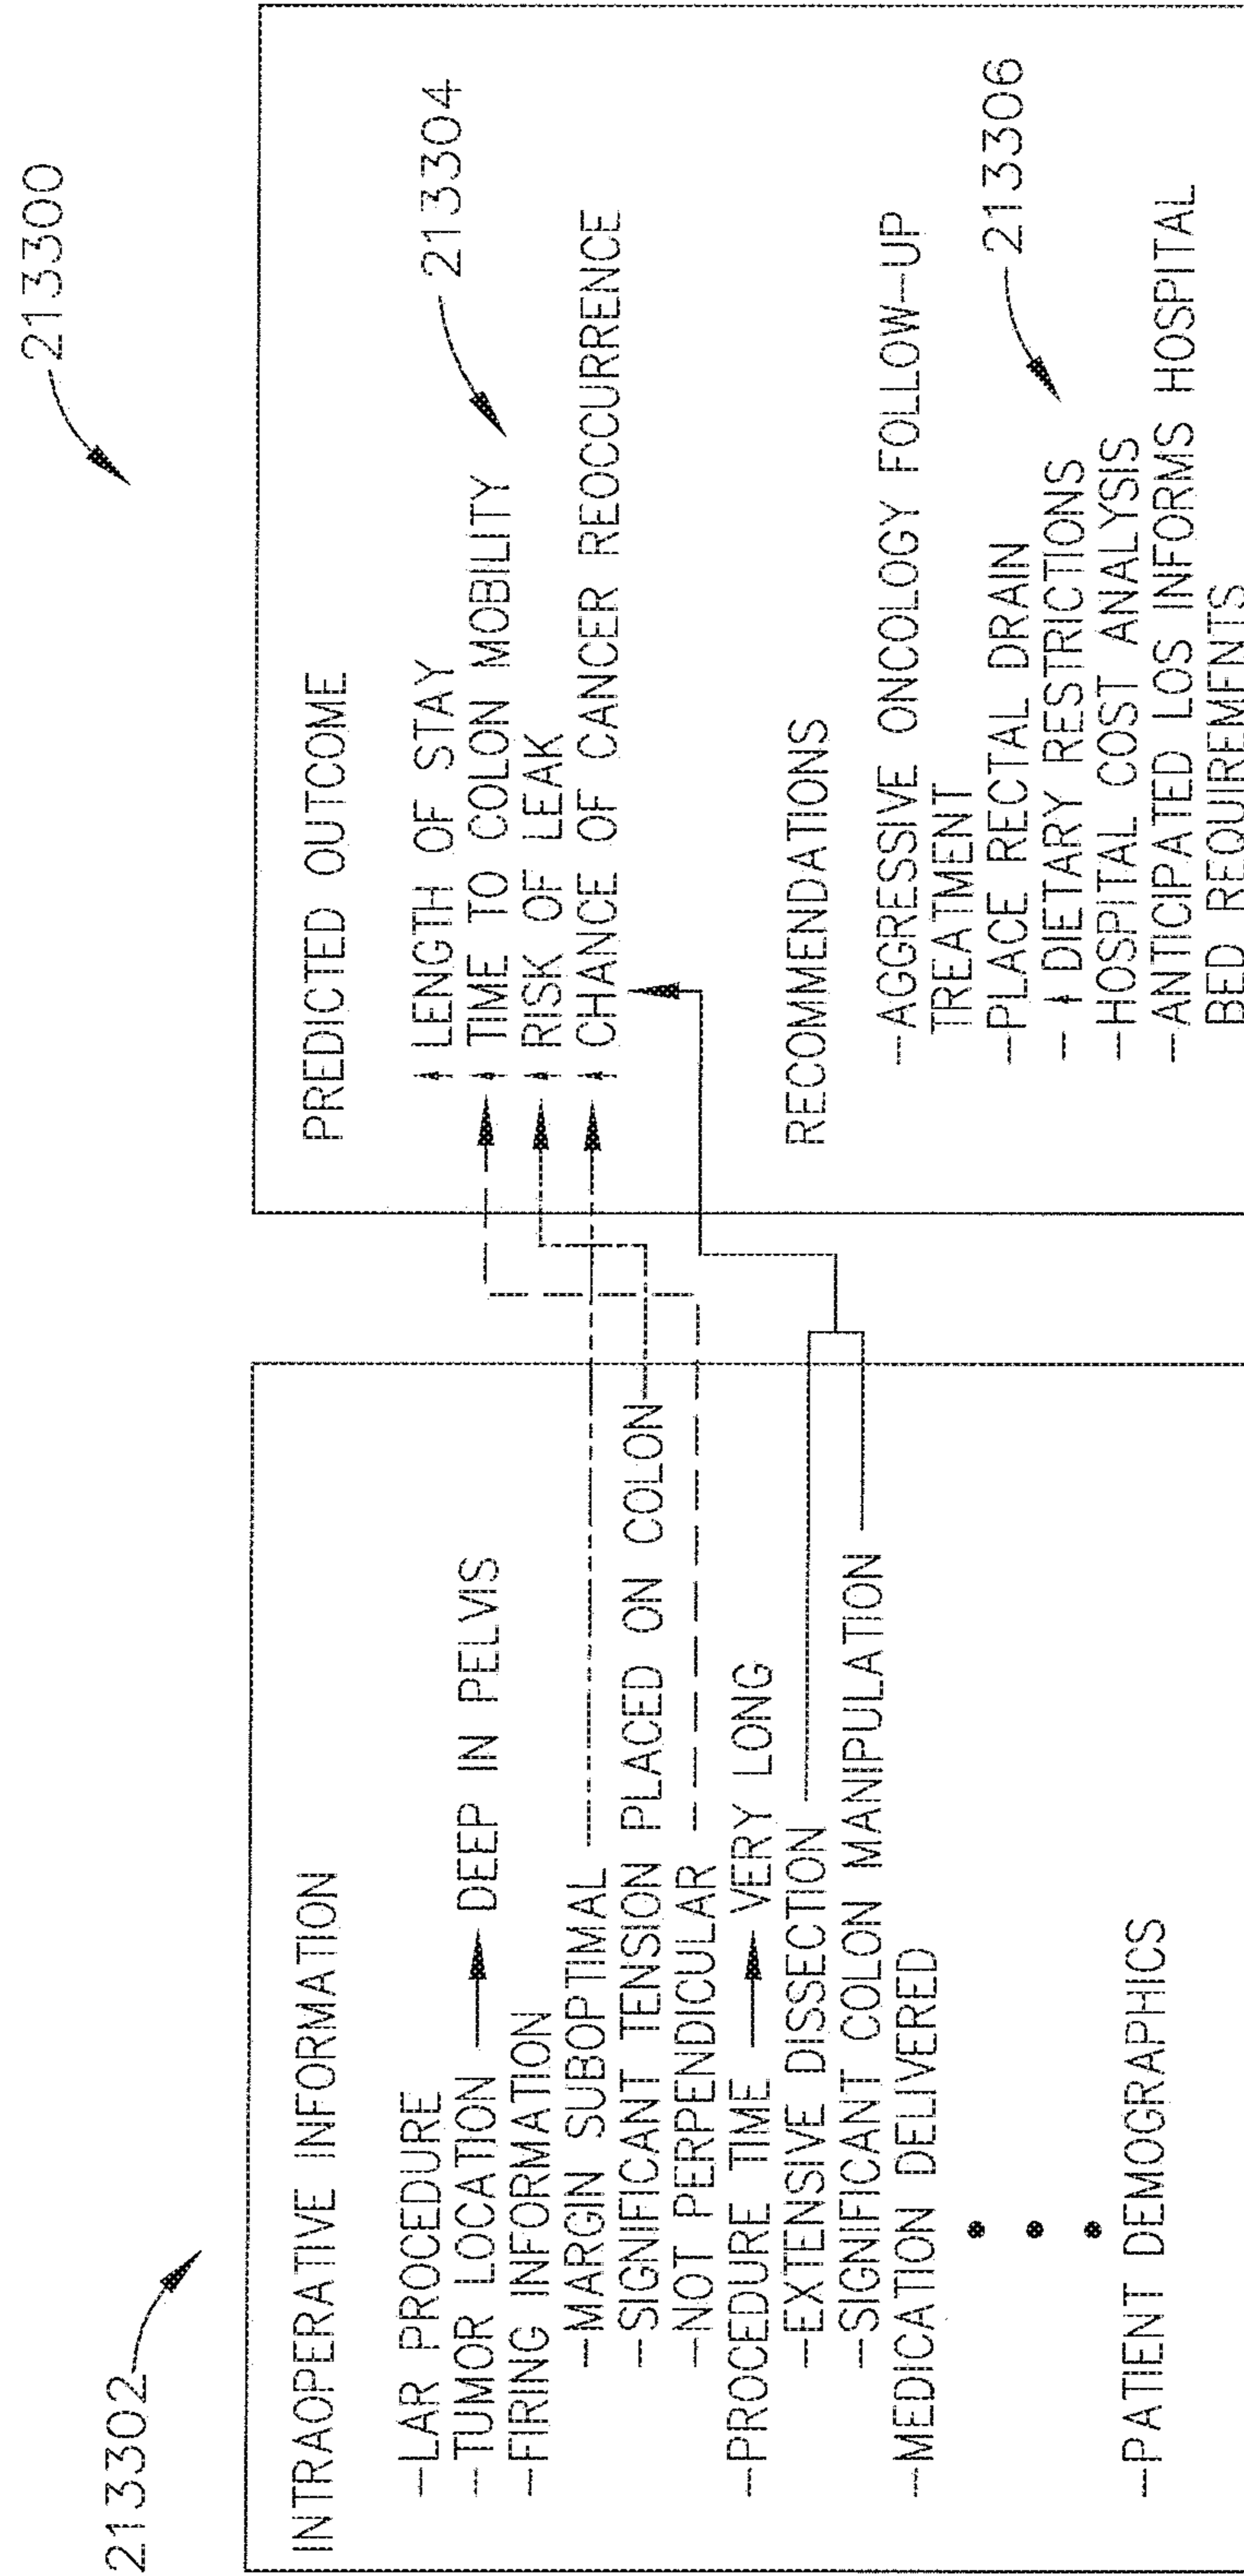 213300
213302
INTRAOPERATIVE INFORMATION
-LAR PROCEDURE
-TUMOR LOCATION → DEEP IN PELVIS
-FIRING INFORMATION
-MARGIN SUBOPTIMAL
-SIGNIFICANT TENSION PLACED ON COLON
-NOT PERPENDICULAR
-PROCEDURE TIME → VERY LONG
-EXTENSIVE DISSECTION
-SIGNIFICANT COLON MANIPULATION
-MEDICATION DELIVERED
-PATIENT DEMOGRAPHICS
PREDICTED OUTCOME
↑ LENGTH OF STAY
↑ TIME TO COLON MOBILITY
↑ RISK OF LEAK
↑ CHANCE OF CANCER REOCCURRENCE
213304
RECOMMENDATIONS
-AGGRESSIVE ONCOLOGY FOLLOW-UP
TREATMENT
-PLACE RECTAL DRAIN
-↑ DIETARY RESTRICTIONS
-HOSPITAL COST ANALYSIS
-ANTICIPATED LOS INFORMS HOSPITAL
BED REQUIREMENTS
213306